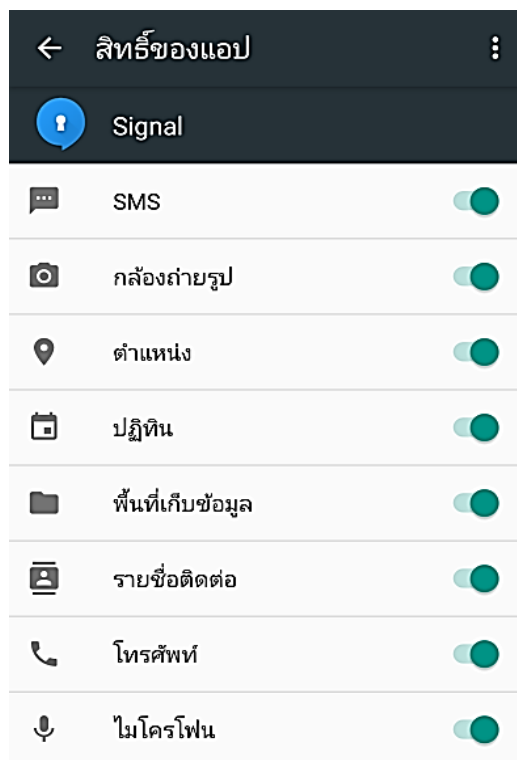 สิทธิ์ของแอป
Signal
SMS
กล้องถ่ายรูป
ตำแหน่ง
ปฏิทิน
พื้นที่เก็บข้อมูล
รายชื่อติดต่อ
โทรศัพท์
ไมโครโฟน